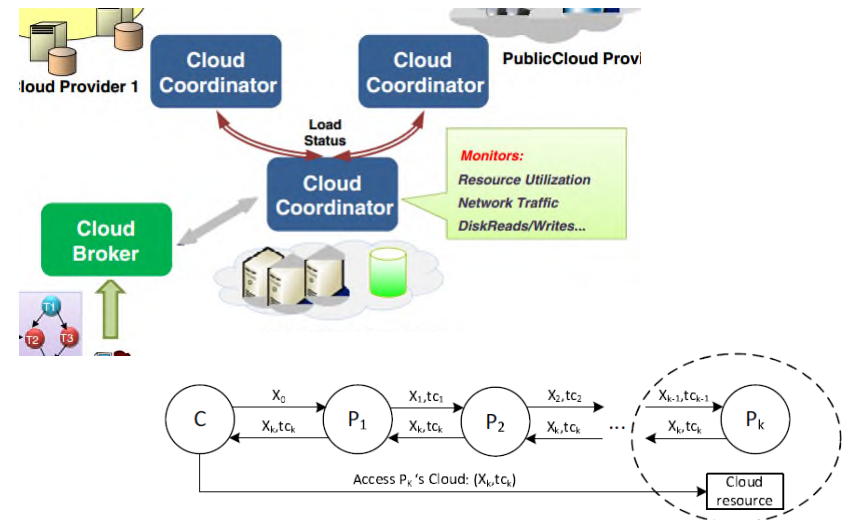 Cloud
Coordinator
Cloud
Coordinator
PublicCloud Provi
loud Provider 1
Load
Status
Cloud
Coordinator
Monitors:
Resource Utilization
Network Traffic
DiskReads/Writes...
Cloud
Broker
T1
T2
T3
C
X₀
Xₖ,tcₖ
P₁
X₁,tc₁
Xₖ,tcₖ
P₂
X₂,tc₂
Xₖ,tcₖ
...
Xₖ₋₁,tcₖ₋₁
Xₖ,tcₖ
Pₖ
Access Pₖ's Cloud: (Xₖ,tcₖ)
Cloud
resource